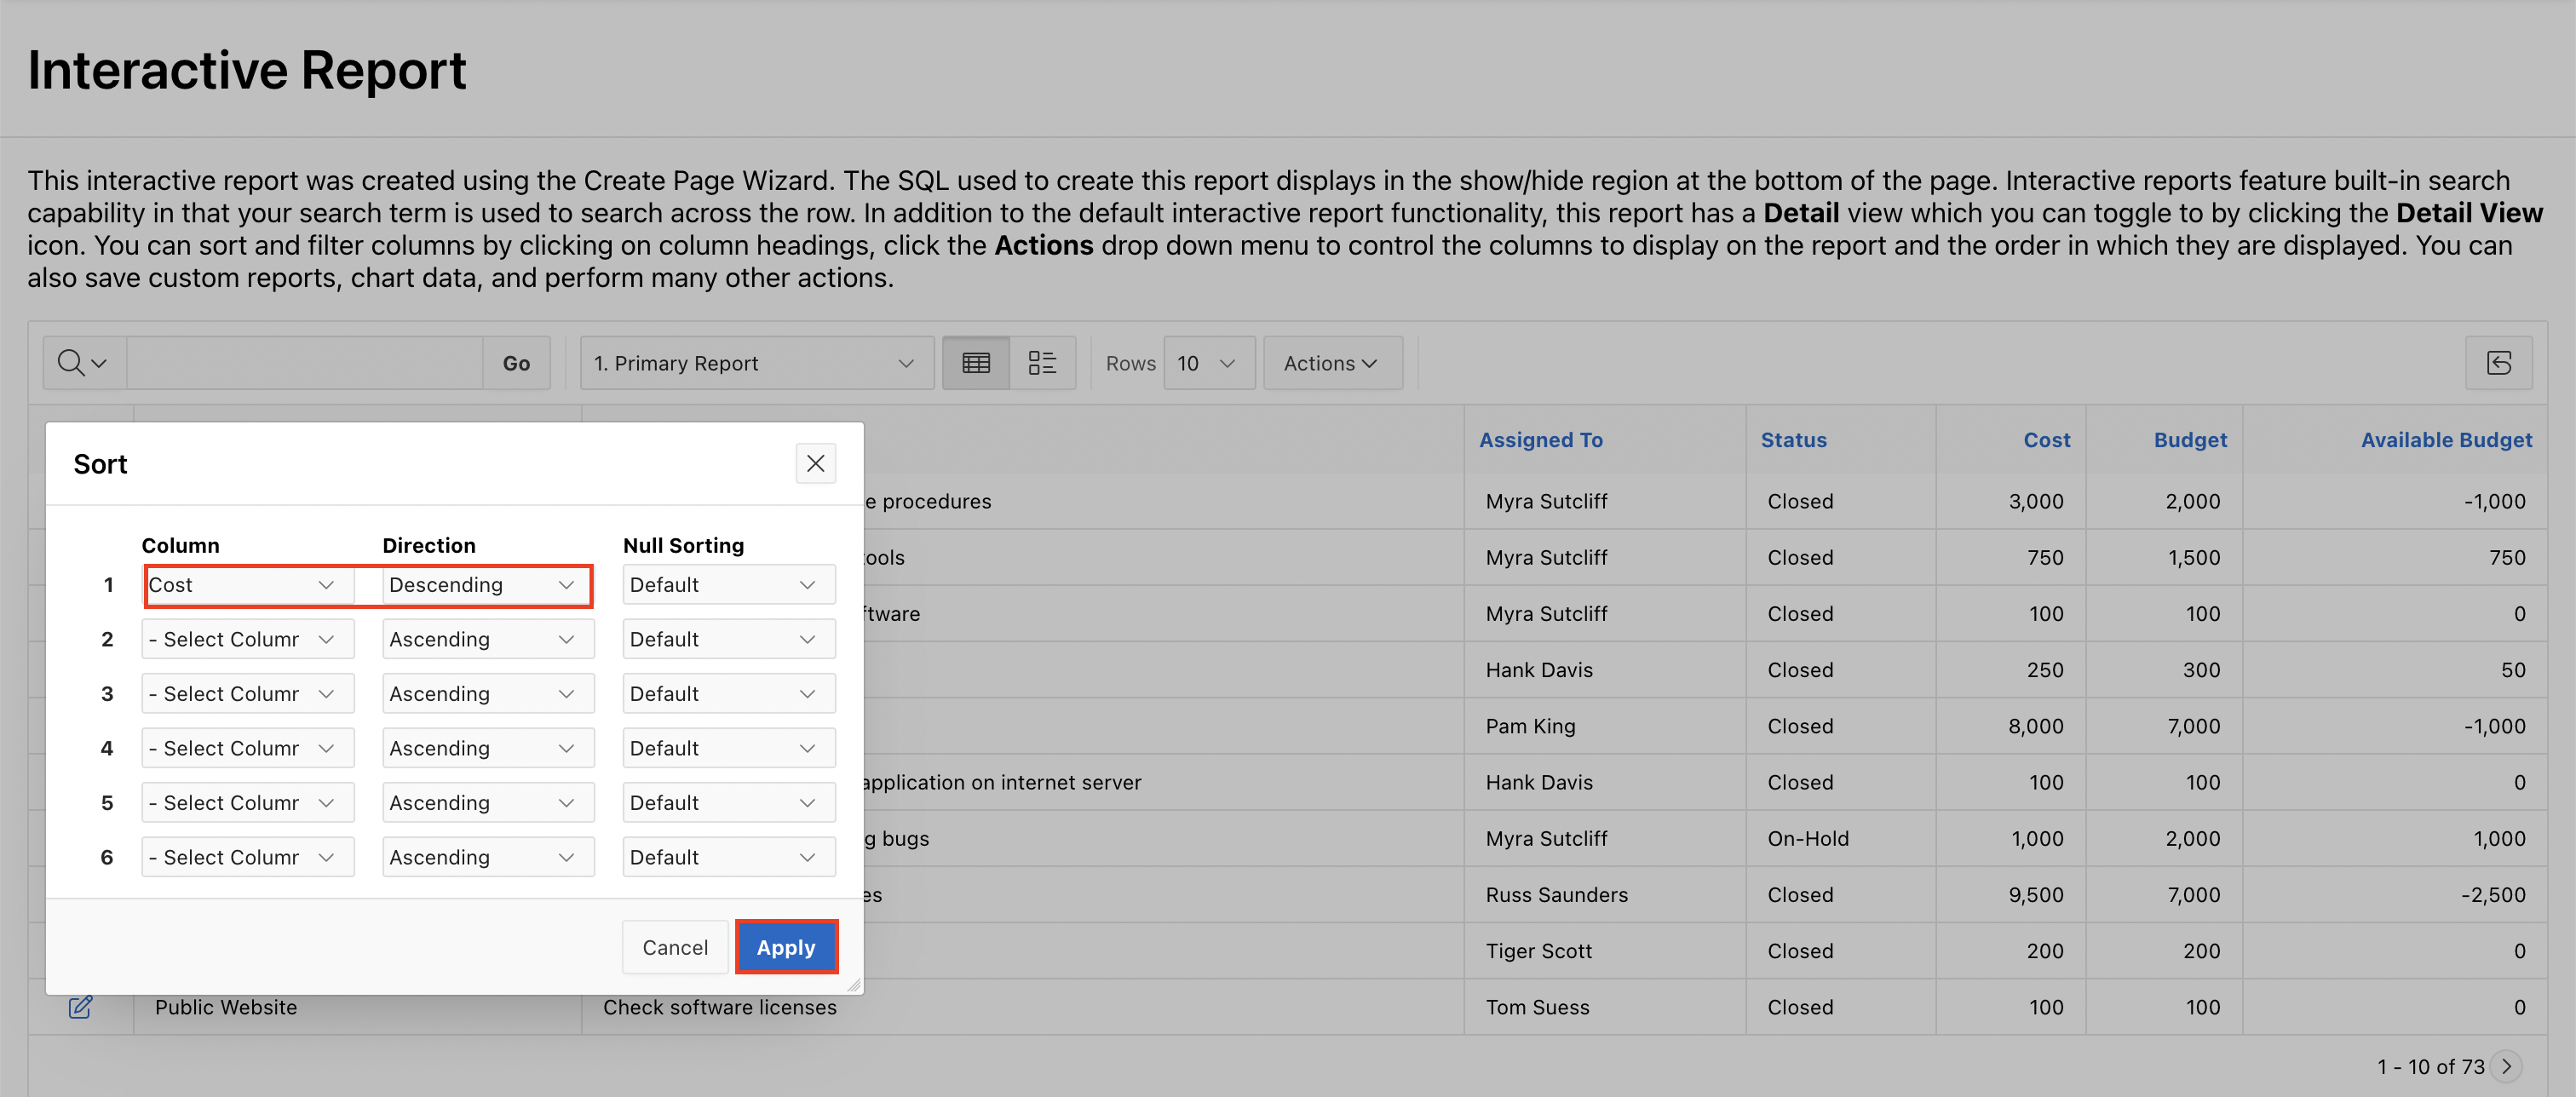 Interactive Report
This interactive report was created using the Create Page Wizard. The SQL used to create this report displays in the show/hide region at the bottom of the page. Interactive reports feature built-in search
capability in that your search term is used to search across the row. In addition to the default interactive report functionality, this report has a Detail view which you can toggle to by clicking the Detail View
icon. You can sort and filter columns by clicking on column headings, click the Actions drop down menu to control the columns to display on the report and the order in which they are displayed. You can
also save custom reports, chart data, and perform many other actions.
Go 1. Primary Report Rows 10 Actions
Assigned To Status Cost Budget Available Budget
e procedures Myra Sutcliff Closed 3,000 2,000 -1,000
ools Myra Sutcliff Closed 750 1,500 750
tware Myra Sutcliff Closed 100 100 0
Hank Davis Closed 250 300 50
Pam King Closed 8,000 7,000 -1,000
application on internet server Hank Davis Closed 100 100 0
g bugs Myra Sutcliff On-Hold 1,000 2,000 1,000
es Russ Saunders Closed 9,500 7,000 -2,500
Tiger Scott Closed 200 200 0
Public Website Check software licenses Tom Suess Closed 100 100 0
1 - 10 of 73
Sort
Column Direction Null Sorting
1 Cost Descending Default
2 - Select Columr Ascending Default
3 - Select Columr Ascending Default
4 - Select Columr Ascending Default
5 - Select Columr Ascending Default
6 - Select Columr Ascending Default
Cancel Apply